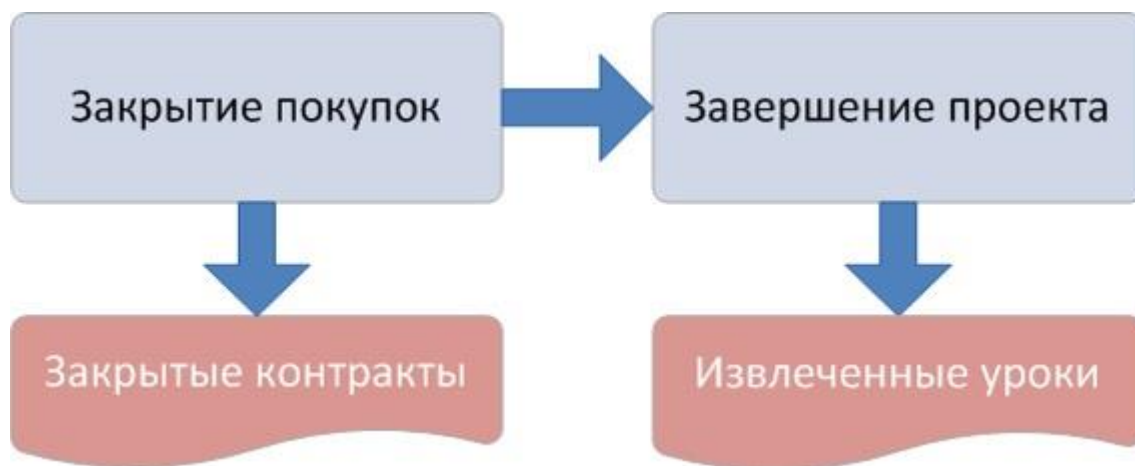 Закрытие покупок
Завершение проекта
Закрытые контракты
Извлеченные уроки